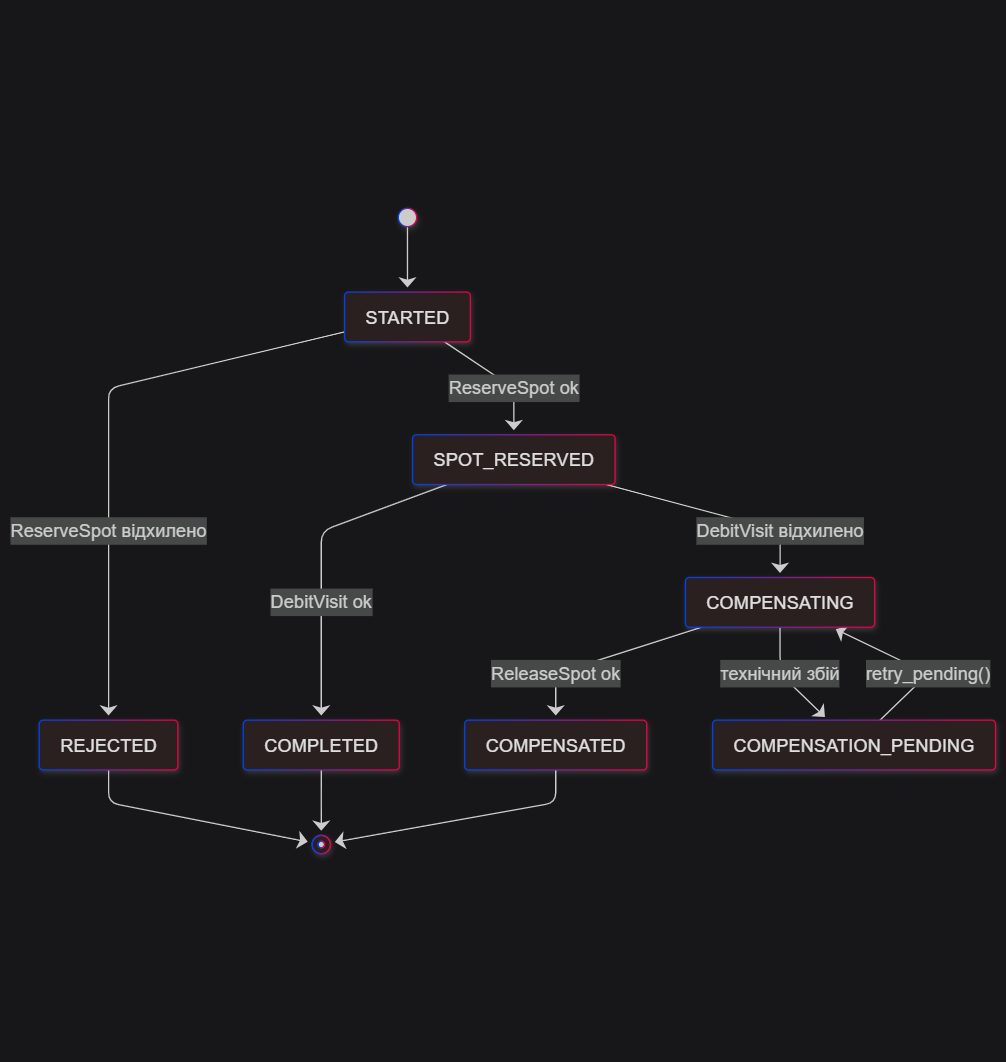 STARTED
ReserveSpot ok
SPOT_RESERVED
ReserveSpot відхилено
DebitVisit відхилено
DebitVisit ok
COMPENSATING
ReleaseSpot ok
технічний збій
retry_pending()
REJECTED
COMPLETED
COMPENSATED
COMPENSATION_PENDING